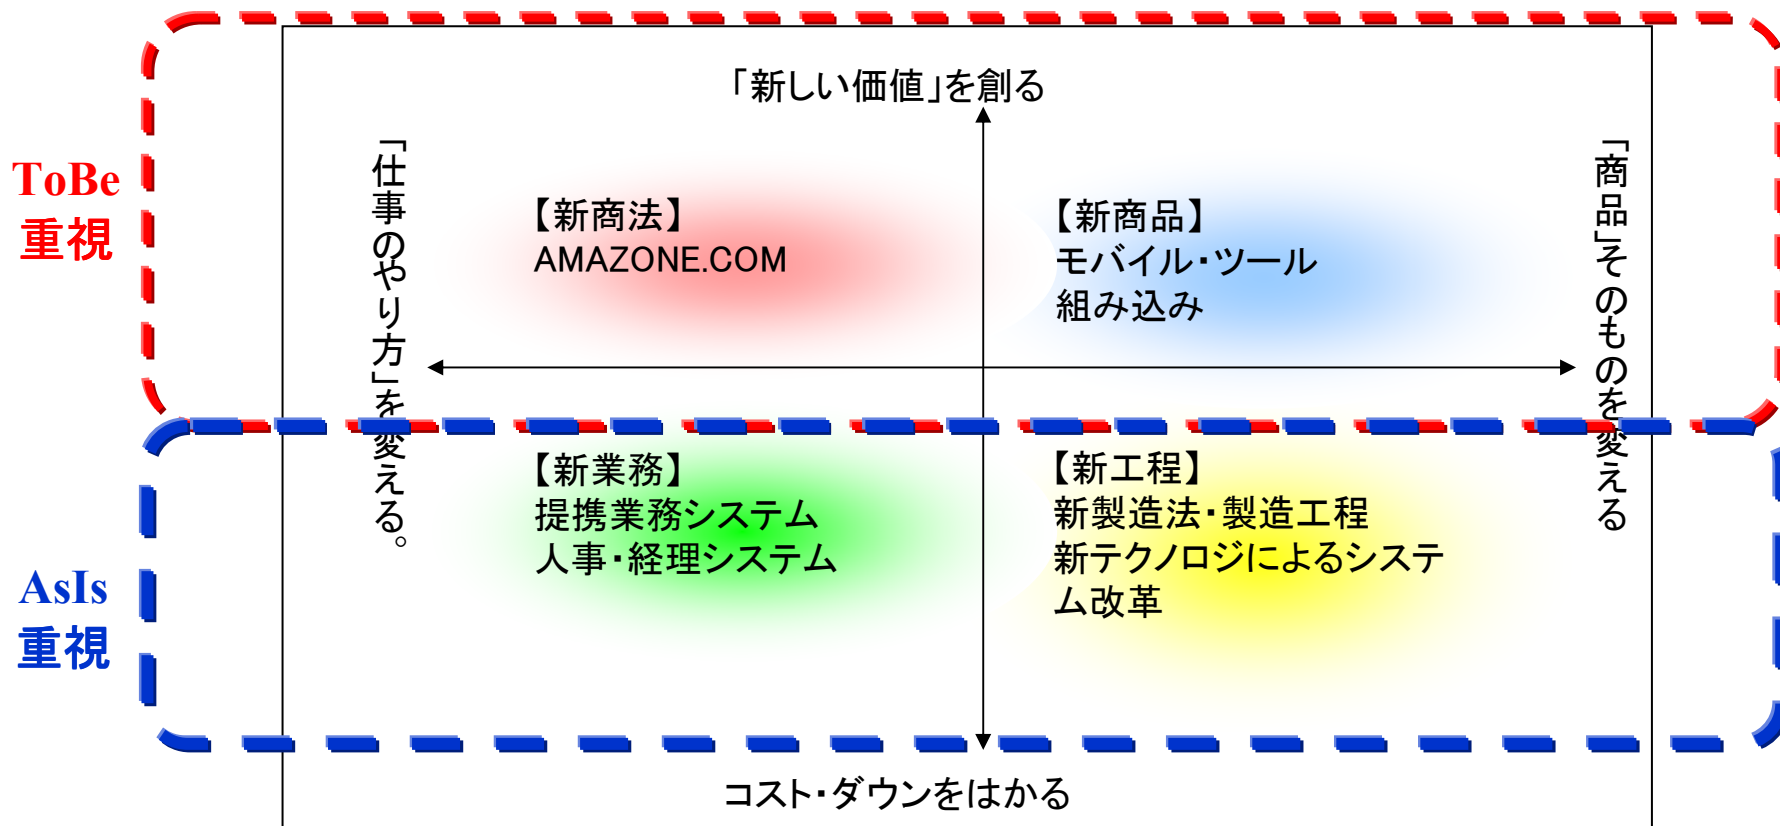 「新しい価値」を創る
ToBe
重視
「仕事のやり方」を変える。
【新商法】
AMAZONE.COM
【新商品】
モバイル・ツール
組み込み
「商品」そのものを変える
AsIs
重視
【新業務】
提携業務システム
人事・経理システム
【新工程】
新製造法・製造工程
新テクノロジによるシステ
ム改革
コスト・ダウンをはかる